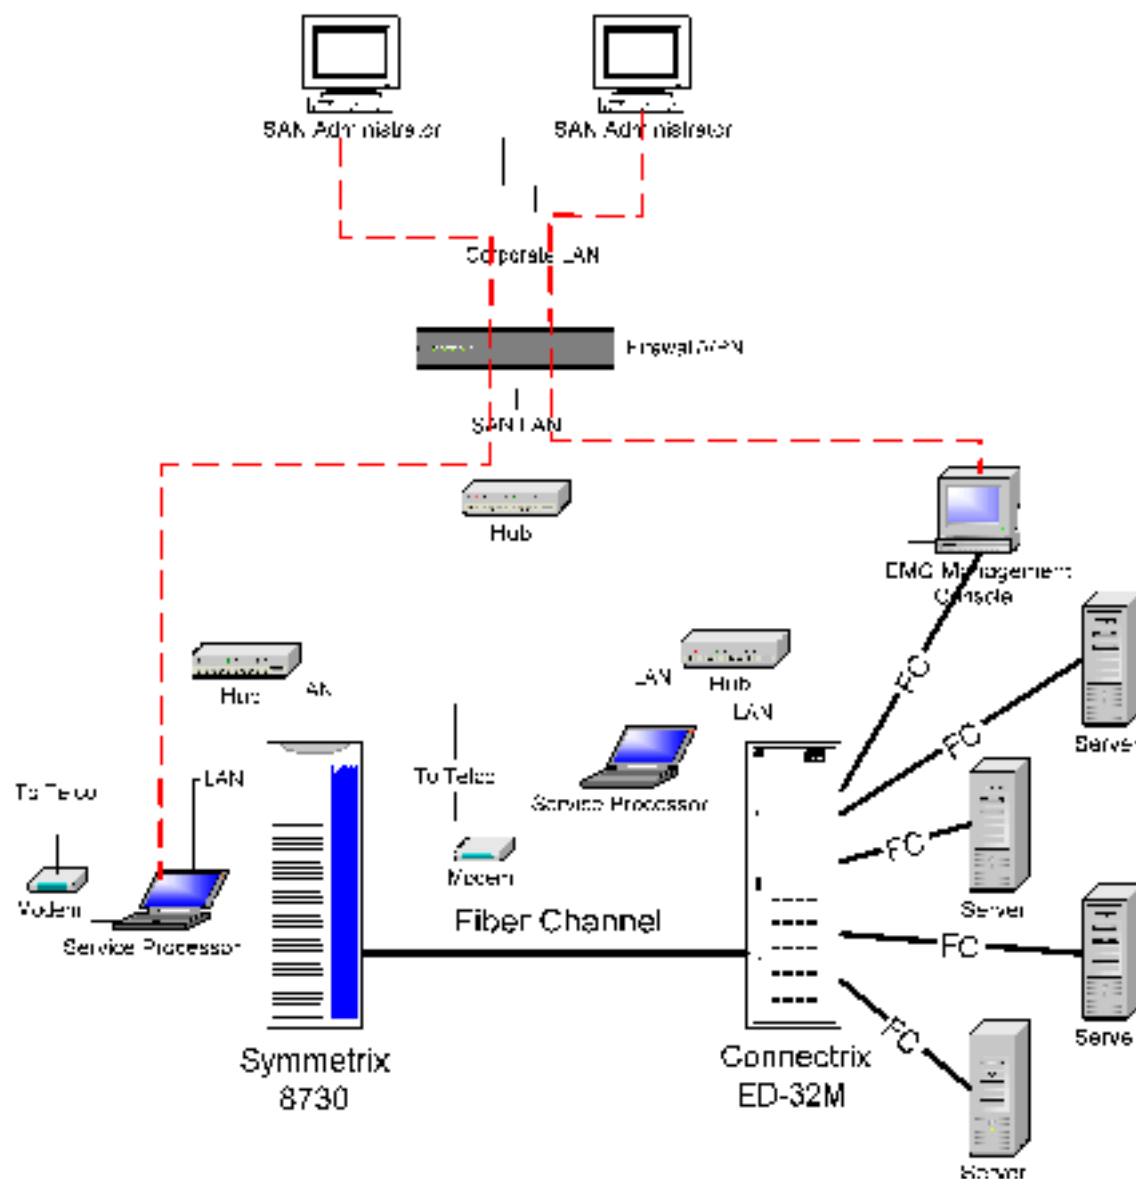 SAN Administrator
SAN Administrator
Corporate LAN
Firewall/VPN
SAN LAN
Hub
EMC Management
Console
Hub
LAN
Hub
LAN
FC
Server
FC
LAN
To Telco
LAN
To Telco
Service Processor
FC
Server
Modem
Service Processor
Modem
Fiber Channel
FC
Server
FC
Symmetrix
8730
Connectrix
ED-32M
Server